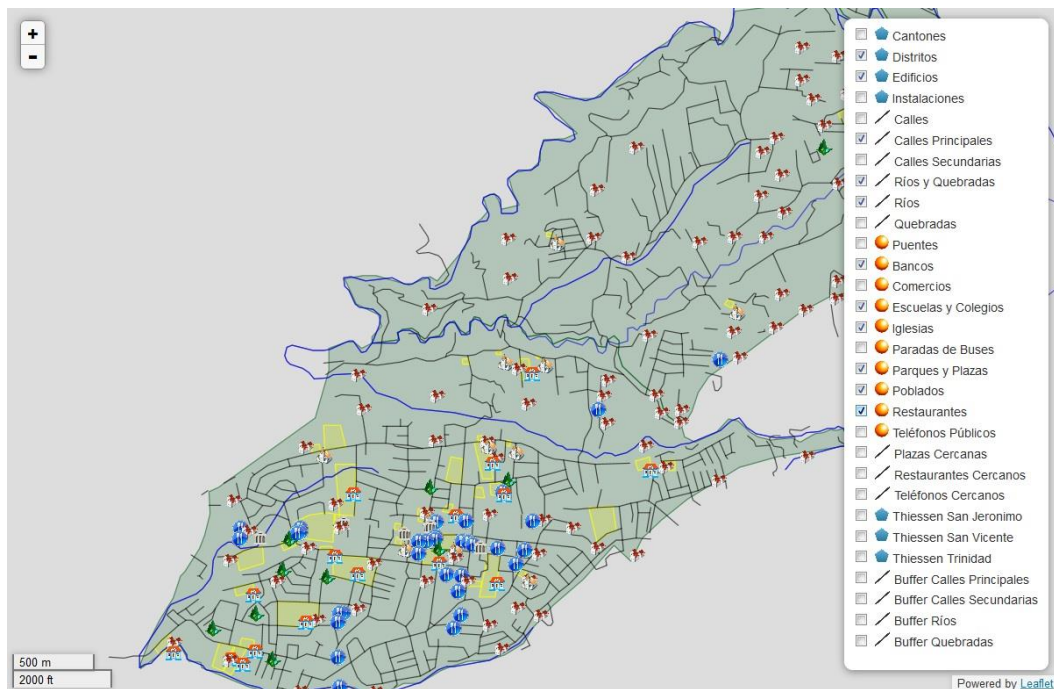 +
-
Cantones
Distritos
Edificios
Instalaciones
Calles
Calles Principales
Calles Secundarias
Ríos y Quebradas
Ríos
Quebradas
Puentes
Bancos
Comercios
Escuelas y Colegios
Iglesias
Paradas de Buses
Parques y Plazas
Poblados
Restaurantes
Teléfonos Públicos
Plazas Cercanas
Restaurantes Cercanos
Teléfonos Cercanos
Thiessen San Jeronimo
Thiessen San Vicente
Thiessen Trinidad
Buffer Calles Principales
Buffer Calles Secundarias
Buffer Ríos
Buffer Quebradas
500 m
2000 ft
Powered by Leaflet